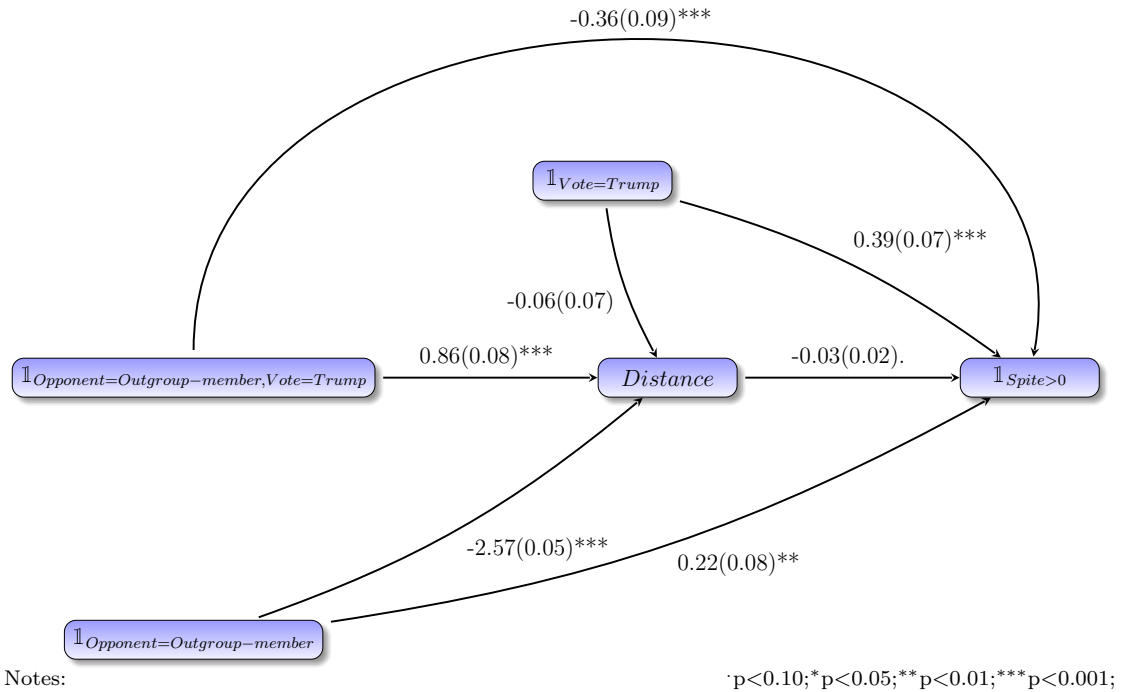 -0.36(0.09)***
𝟙Vote=Trump
0.39(0.07)***
-0.06(0.07)
0.86(0.08)***
-0.03(0.02).
𝟙Opponent=Outgroup−member,Vote=Trump
Distance
𝟙Spite>0
-2.57(0.05)***
0.22(0.08)**
𝟙Opponent=Outgroup−member
Notes: ·p<0.10;*p<0.05;**p<0.01;***p<0.001;